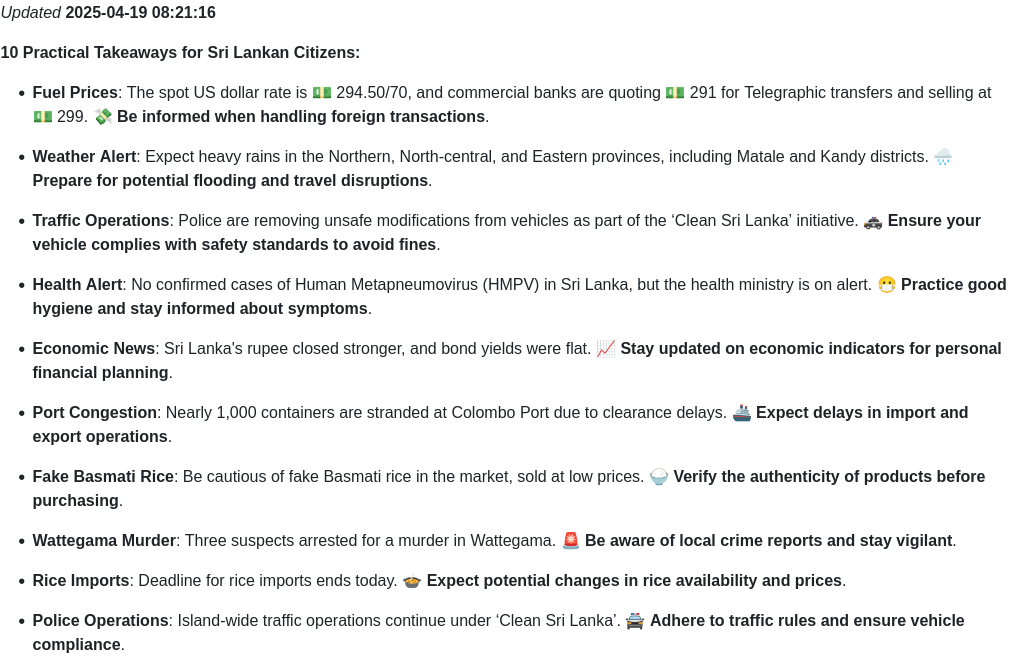 Updated 2025-04-19 08:21:16
10 Practical Takeaways for Sri Lankan Citizens:
• Fuel Prices: The spot US dollar rate is 💵 294.50/70, and commercial banks are quoting 💵 291 for Telegraphic transfers and selling at
💵 299. 💸 Be informed when handling foreign transactions.
• Weather Alert: Expect heavy rains in the Northern, North-central, and Eastern provinces, including Matale and Kandy districts. 🌧️
Prepare for potential flooding and travel disruptions.
• Traffic Operations: Police are removing unsafe modifications from vehicles as part of the ‘Clean Sri Lanka’ initiative. 🚓 Ensure your
vehicle complies with safety standards to avoid fines.
• Health Alert: No confirmed cases of Human Metapneumovirus (HMPV) in Sri Lanka, but the health ministry is on alert. 😷 Practice good
hygiene and stay informed about symptoms.
• Economic News: Sri Lanka's rupee closed stronger, and bond yields were flat. 📈 Stay updated on economic indicators for personal
financial planning.
• Port Congestion: Nearly 1,000 containers are stranded at Colombo Port due to clearance delays. 🚢 Expect delays in import and
export operations.
• Fake Basmati Rice: Be cautious of fake Basmati rice in the market, sold at low prices. 🍚 Verify the authenticity of products before
purchasing.
• Wattegama Murder: Three suspects arrested for a murder in Wattegama. 🚨 Be aware of local crime reports and stay vigilant.
• Rice Imports: Deadline for rice imports ends today. 🍲 Expect potential changes in rice availability and prices.
• Police Operations: Island-wide traffic operations continue under ‘Clean Sri Lanka’. 🚔 Adhere to traffic rules and ensure vehicle
compliance.